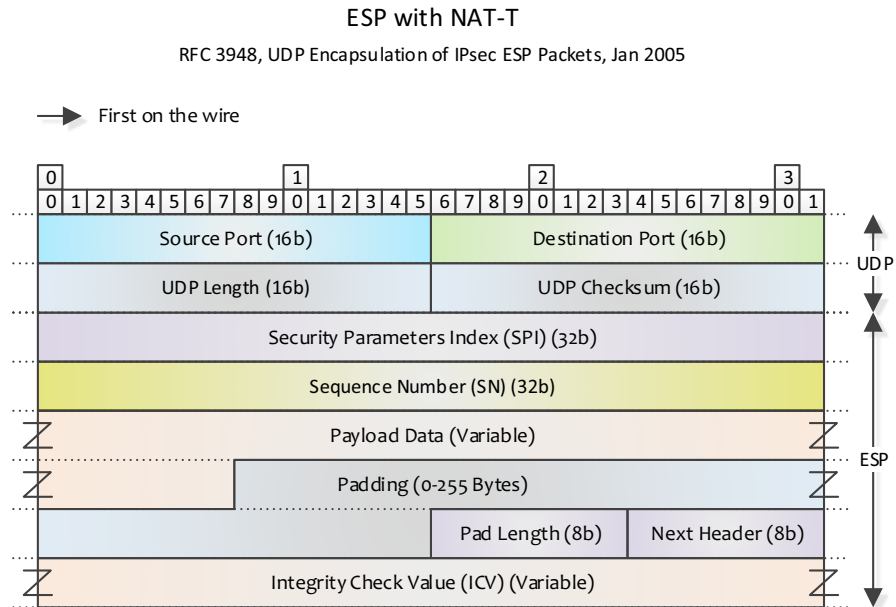 ESP with NAT-T
RFC 3948, UDP Encapsulation of IPsec ESP Packets, Jan 2005
First on the wire
0 1 2 3
0 1 2 3 4 5 6 7 8 9 0 1 2 3 4 5 6 7 8 9 0 1 2 3 4 5 6 7 8 9 0 1
Source Port (16b) Destination Port (16b)
UDP
UDP Length (16b) UDP Checksum (16b)
Security Parameters Index (SPI) (32b)
Sequence Number (SN) (32b)
Payload Data (Variable)
ESP
Padding (0-255 Bytes)
Pad Length (8b) Next Header (8b)
Integrity Check Value (ICV) (Variable)